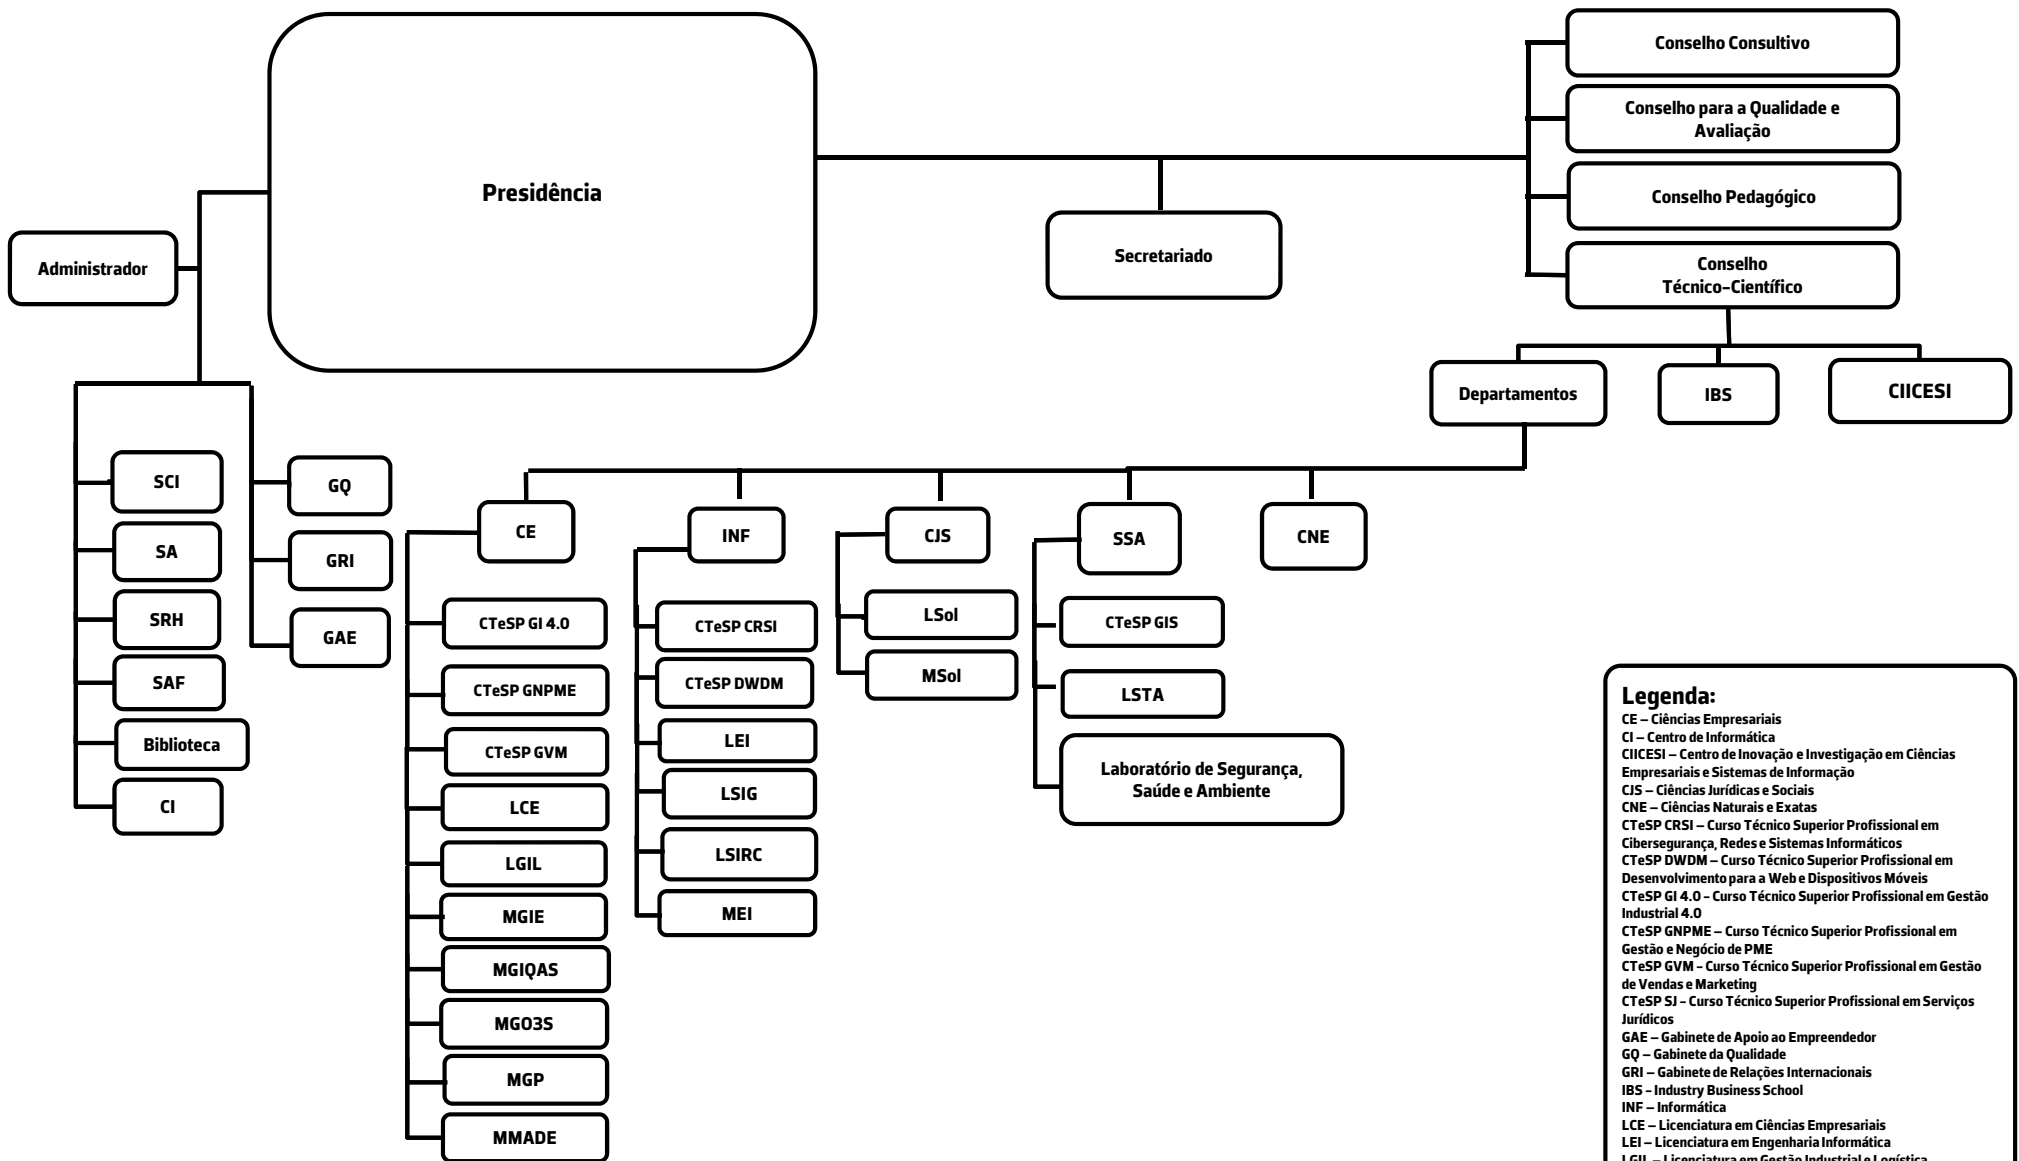 Presidência
Administrador
Secretariado
Conselho Consultivo
Conselho para a Qualidade e
Avaliação
Conselho Pedagógico
Conselho
Técnico-Científico
Departamentos
IBS
CIICESI
SCI
SA
SRH
SAF
Biblioteca
CI
GQ
GRI
GAE
CE
CTeSP GI 4.0
CTeSP GNPME
CTeSP GVM
LCE
LGIL
MGIE
MGIQAS
MGO3S
MGP
MMADE
INF
CTeSP CRSI
CTeSP DWDM
LEI
LSIG
LSIRC
MEI
CJS
LSol
MSol
SSA
CTeSP GIS
LSTA
Laboratório de Segurança,
Saúde e Ambiente
CNE
Legenda:
CE – Ciências Empresariais
CI – Centro de Informática
CIICESI – Centro de Inovação e Investigação em Ciências
Empresariais e Sistemas de Informação
CJS – Ciências Jurídicas e Sociais
CNE – Ciências Naturais e Exatas
CTeSP CRSI – Curso Técnico Superior Profissional em
Cibersegurança, Redes e Sistemas Informáticos
CTeSP DWDM – Curso Técnico Superior Profissional em
Desenvolvimento para a Web e Dispositivos Móveis
CTeSP GI 4.0 - Curso Técnico Superior Profissional em Gestão
Industrial 4.0
CTeSP GNPME – Curso Técnico Superior Profissional em
Gestão e Negócio de PME
CTeSP GVM - Curso Técnico Superior Profissional em Gestão
de Vendas e Marketing
CTeSP SJ - Curso Técnico Superior Profissional em Serviços
Jurídicos
GAE – Gabinete de Apoio ao Empreendedor
GQ – Gabinete da Qualidade
GRI – Gabinete de Relações Internacionais
IBS - Industry Business School
INF – Informática
LCE – Licenciatura em Ciências Empresariais
LEI – Licenciatura em Engenharia Informática
LGIL – Licenciatura em Gestão Industrial e Logística